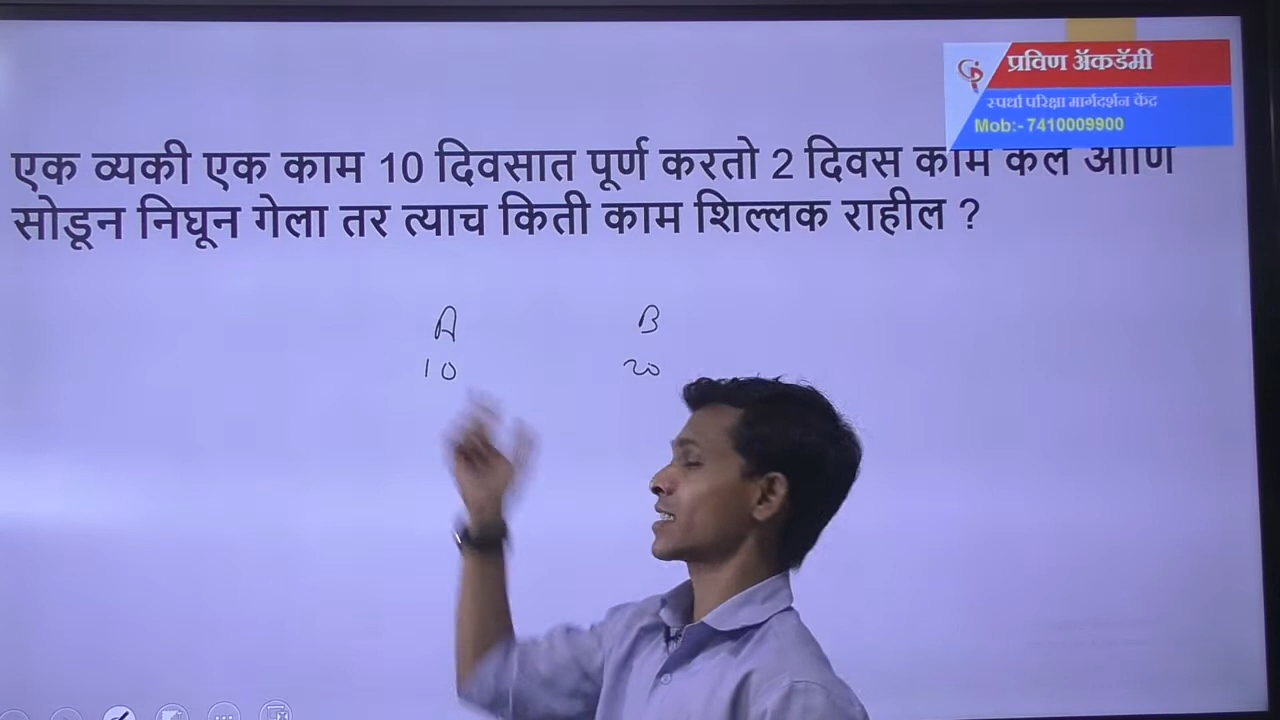 प्रविण ॲकडॅमी
स्पर्धा परिक्षा मार्गदर्शन केंद्र
Mob:- 7410009900
एक व्यकी एक काम 10 दिवसात पूर्ण करतो 2 दिवस काम केल आणि
सोडून निघून गेला तर त्याच किती काम शिल्लक राहील ?
A B
10 20